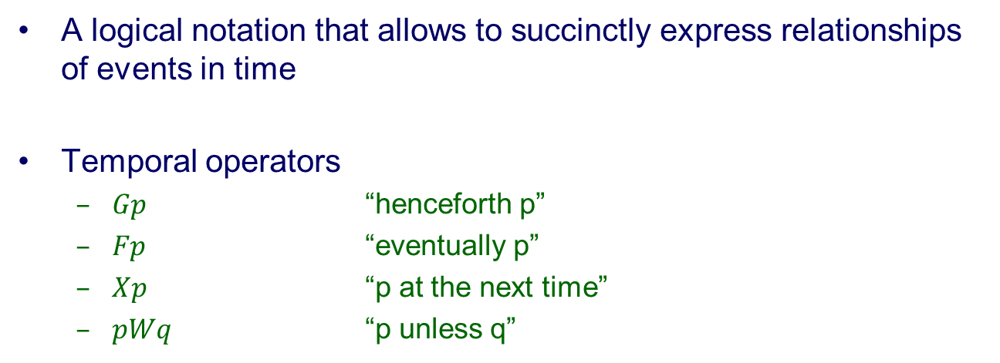 • A logical notation that allows to succinctly express relationships
of events in time
• Temporal operators
– Gp “henceforth p”
– Fp “eventually p”
– Xp “p at the next time”
– pWq “p unless q”